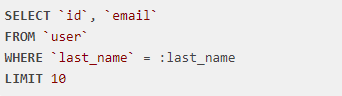 SELECT `id`, `email`
FROM `user`
WHERE `last_name` = :last_name
LIMIT 10